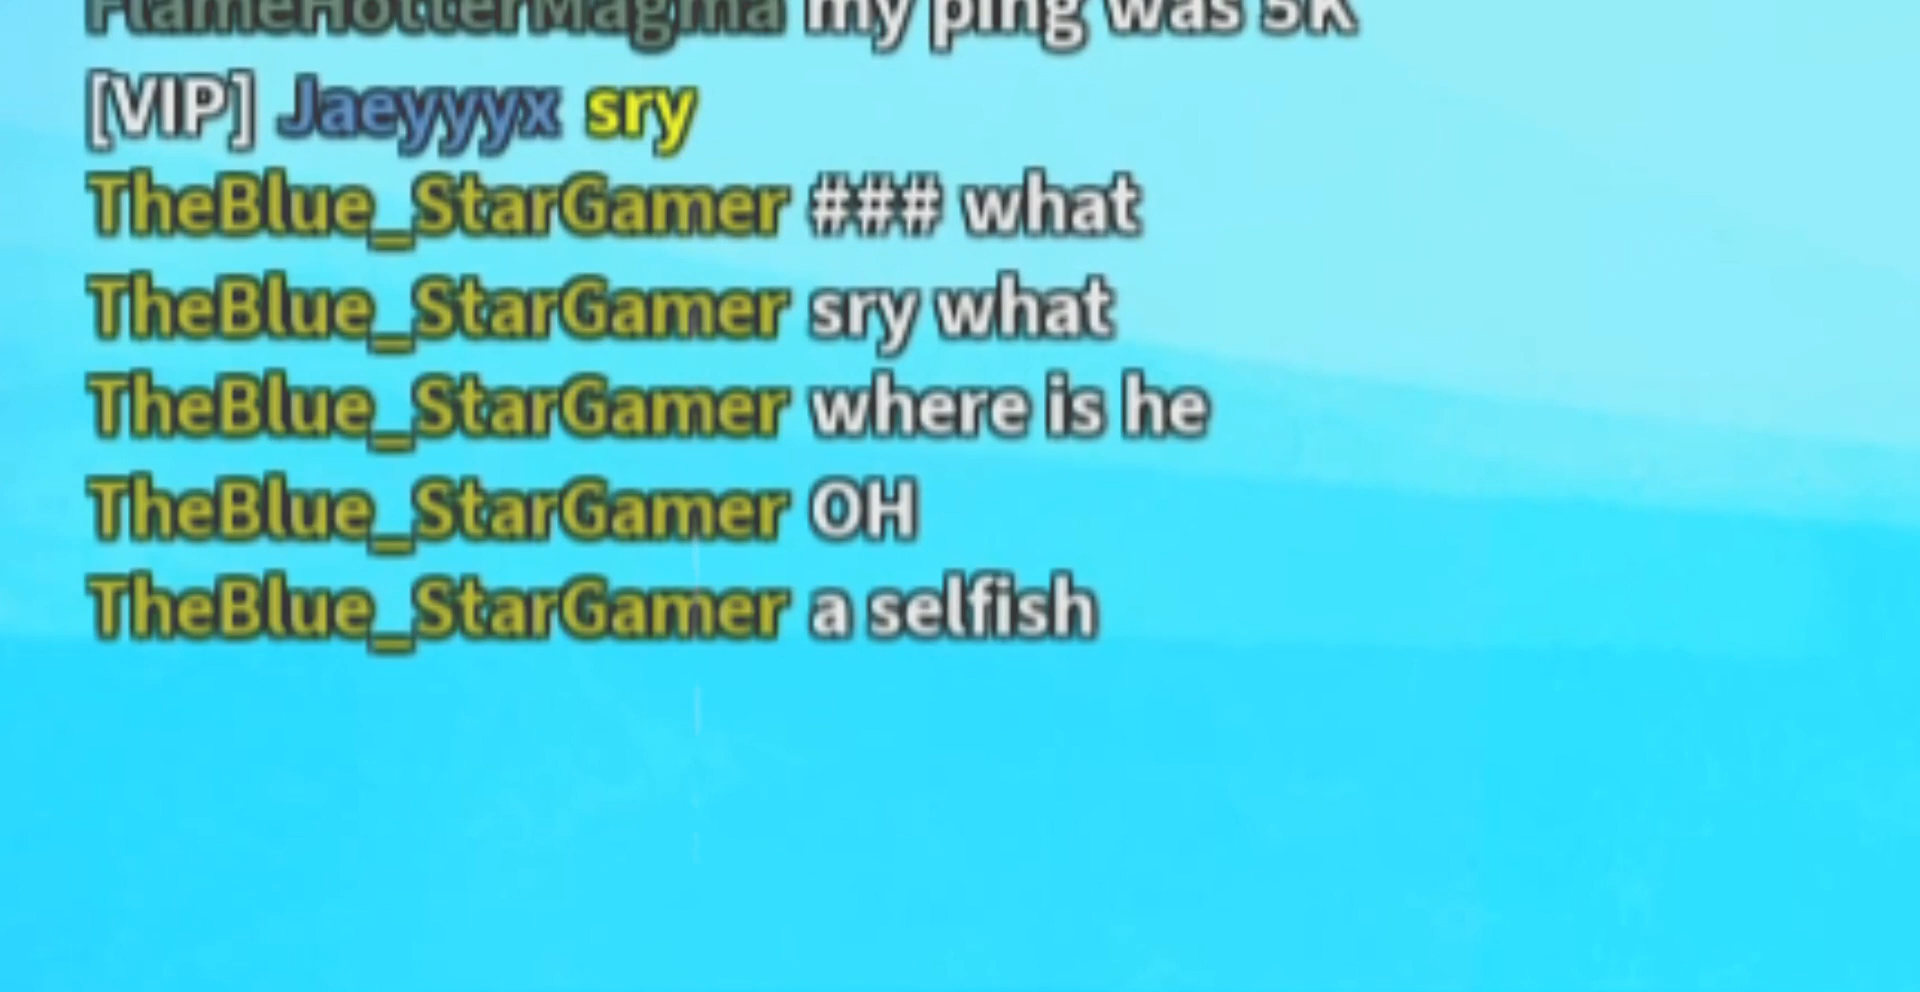 FlameHotterMagma my ping was 5K
[VIP] Jaeyyyx sry
TheBlue_StarGamer ### what
TheBlue_StarGamer sry what
TheBlue_StarGamer where is he
TheBlue_StarGamer OH
TheBlue_StarGamer a selfish